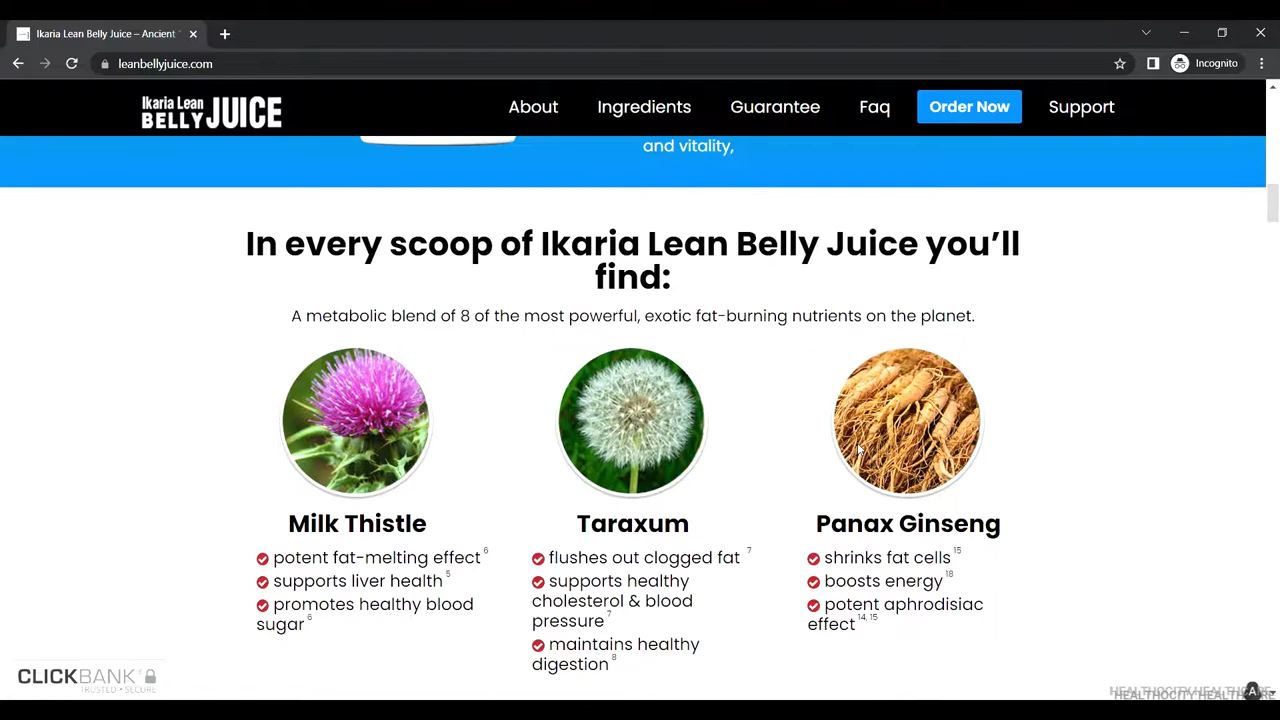 Ikaria Lean Belly Juice – Ancient
leanbellyjuice.com
Incognito
Ikaria Lean
BELLY JUICE
About
Ingredients
Guarantee
Faq
Order Now
Support
and vitality,
In every scoop of Ikaria Lean Belly Juice you’ll
find:
A metabolic blend of 8 of the most powerful, exotic fat-burning nutrients on the planet.
Milk Thistle
potent fat-melting effect 6
supports liver health 5
promotes healthy blood
sugar 6
Taraxum
flushes out clogged fat 7
supports healthy
cholesterol & blood
pressure 7
maintains healthy
digestion 8
Panax Ginseng
shrinks fat cells 15
boosts energy 18
potent aphrodisiac
effect 14, 15
CLICKBANK
TRUSTED • SECURE
A